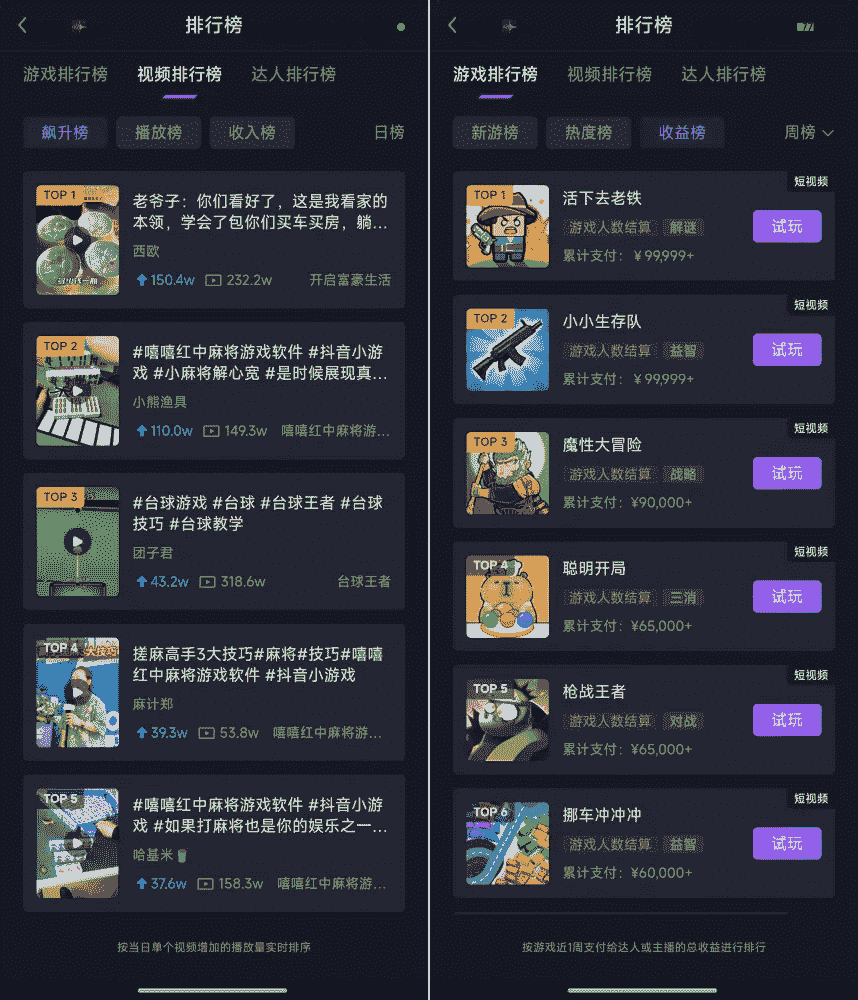 排行榜
游戏排行榜 视频排行榜 达人排行榜
飙升榜 播放榜 收入榜 日榜
TOP 1
老爷子：你们看好了，这是我看家的
本领，学会了包你们买车买房，躺...
西欧
150.4w 232.2w 开启富豪生活
TOP 2
#嘻嘻红中麻将游戏软件 #抖音小游
戏 #小麻将解心宽 #是时候展现真...
小熊渔具
110.0w 149.3w 嘻嘻红中麻将游...
TOP 3
#台球游戏 #台球 #台球王者 #台球
技巧 #台球教学
团子君
43.2w 318.6w 台球王者
TOP 4
搓麻高手3大技巧#麻将#技巧#嘻嘻
红中麻将游戏软件 #抖音小游戏
麻计郑
39.3w 53.8w 嘻嘻红中麻将游...
TOP 5
#嘻嘻红中麻将游戏软件 #抖音小游
戏 #如果打麻将也是你的娱乐之一...
哈基米
37.6w 158.3w 嘻嘻红中麻将游...
按当日单个视频增加的播放量实时排序
排行榜
77
游戏排行榜 视频排行榜 达人排行榜
新游榜 热度榜 收益榜 周榜
短视频
TOP 1
活下去老铁
游戏人数结算 解谜
试玩
累计支付：¥99,999+
短视频
TOP 2
小小生存队
游戏人数结算 益智
试玩
累计支付：¥99,999+
短视频
TOP 3
魔性大冒险
游戏人数结算 战略
试玩
累计支付：¥90,000+
短视频
TOP 4
聪明开局
游戏人数结算 三消
试玩
累计支付：¥65,000+
短视频
TOP 5
枪战王者
游戏人数结算 对战
试玩
累计支付：¥65,000+
短视频
TOP 6
挪车冲冲冲
游戏人数结算 益智
试玩
累计支付：¥60,000+
按游戏近1周支付给达人或主播的总收益进行排行